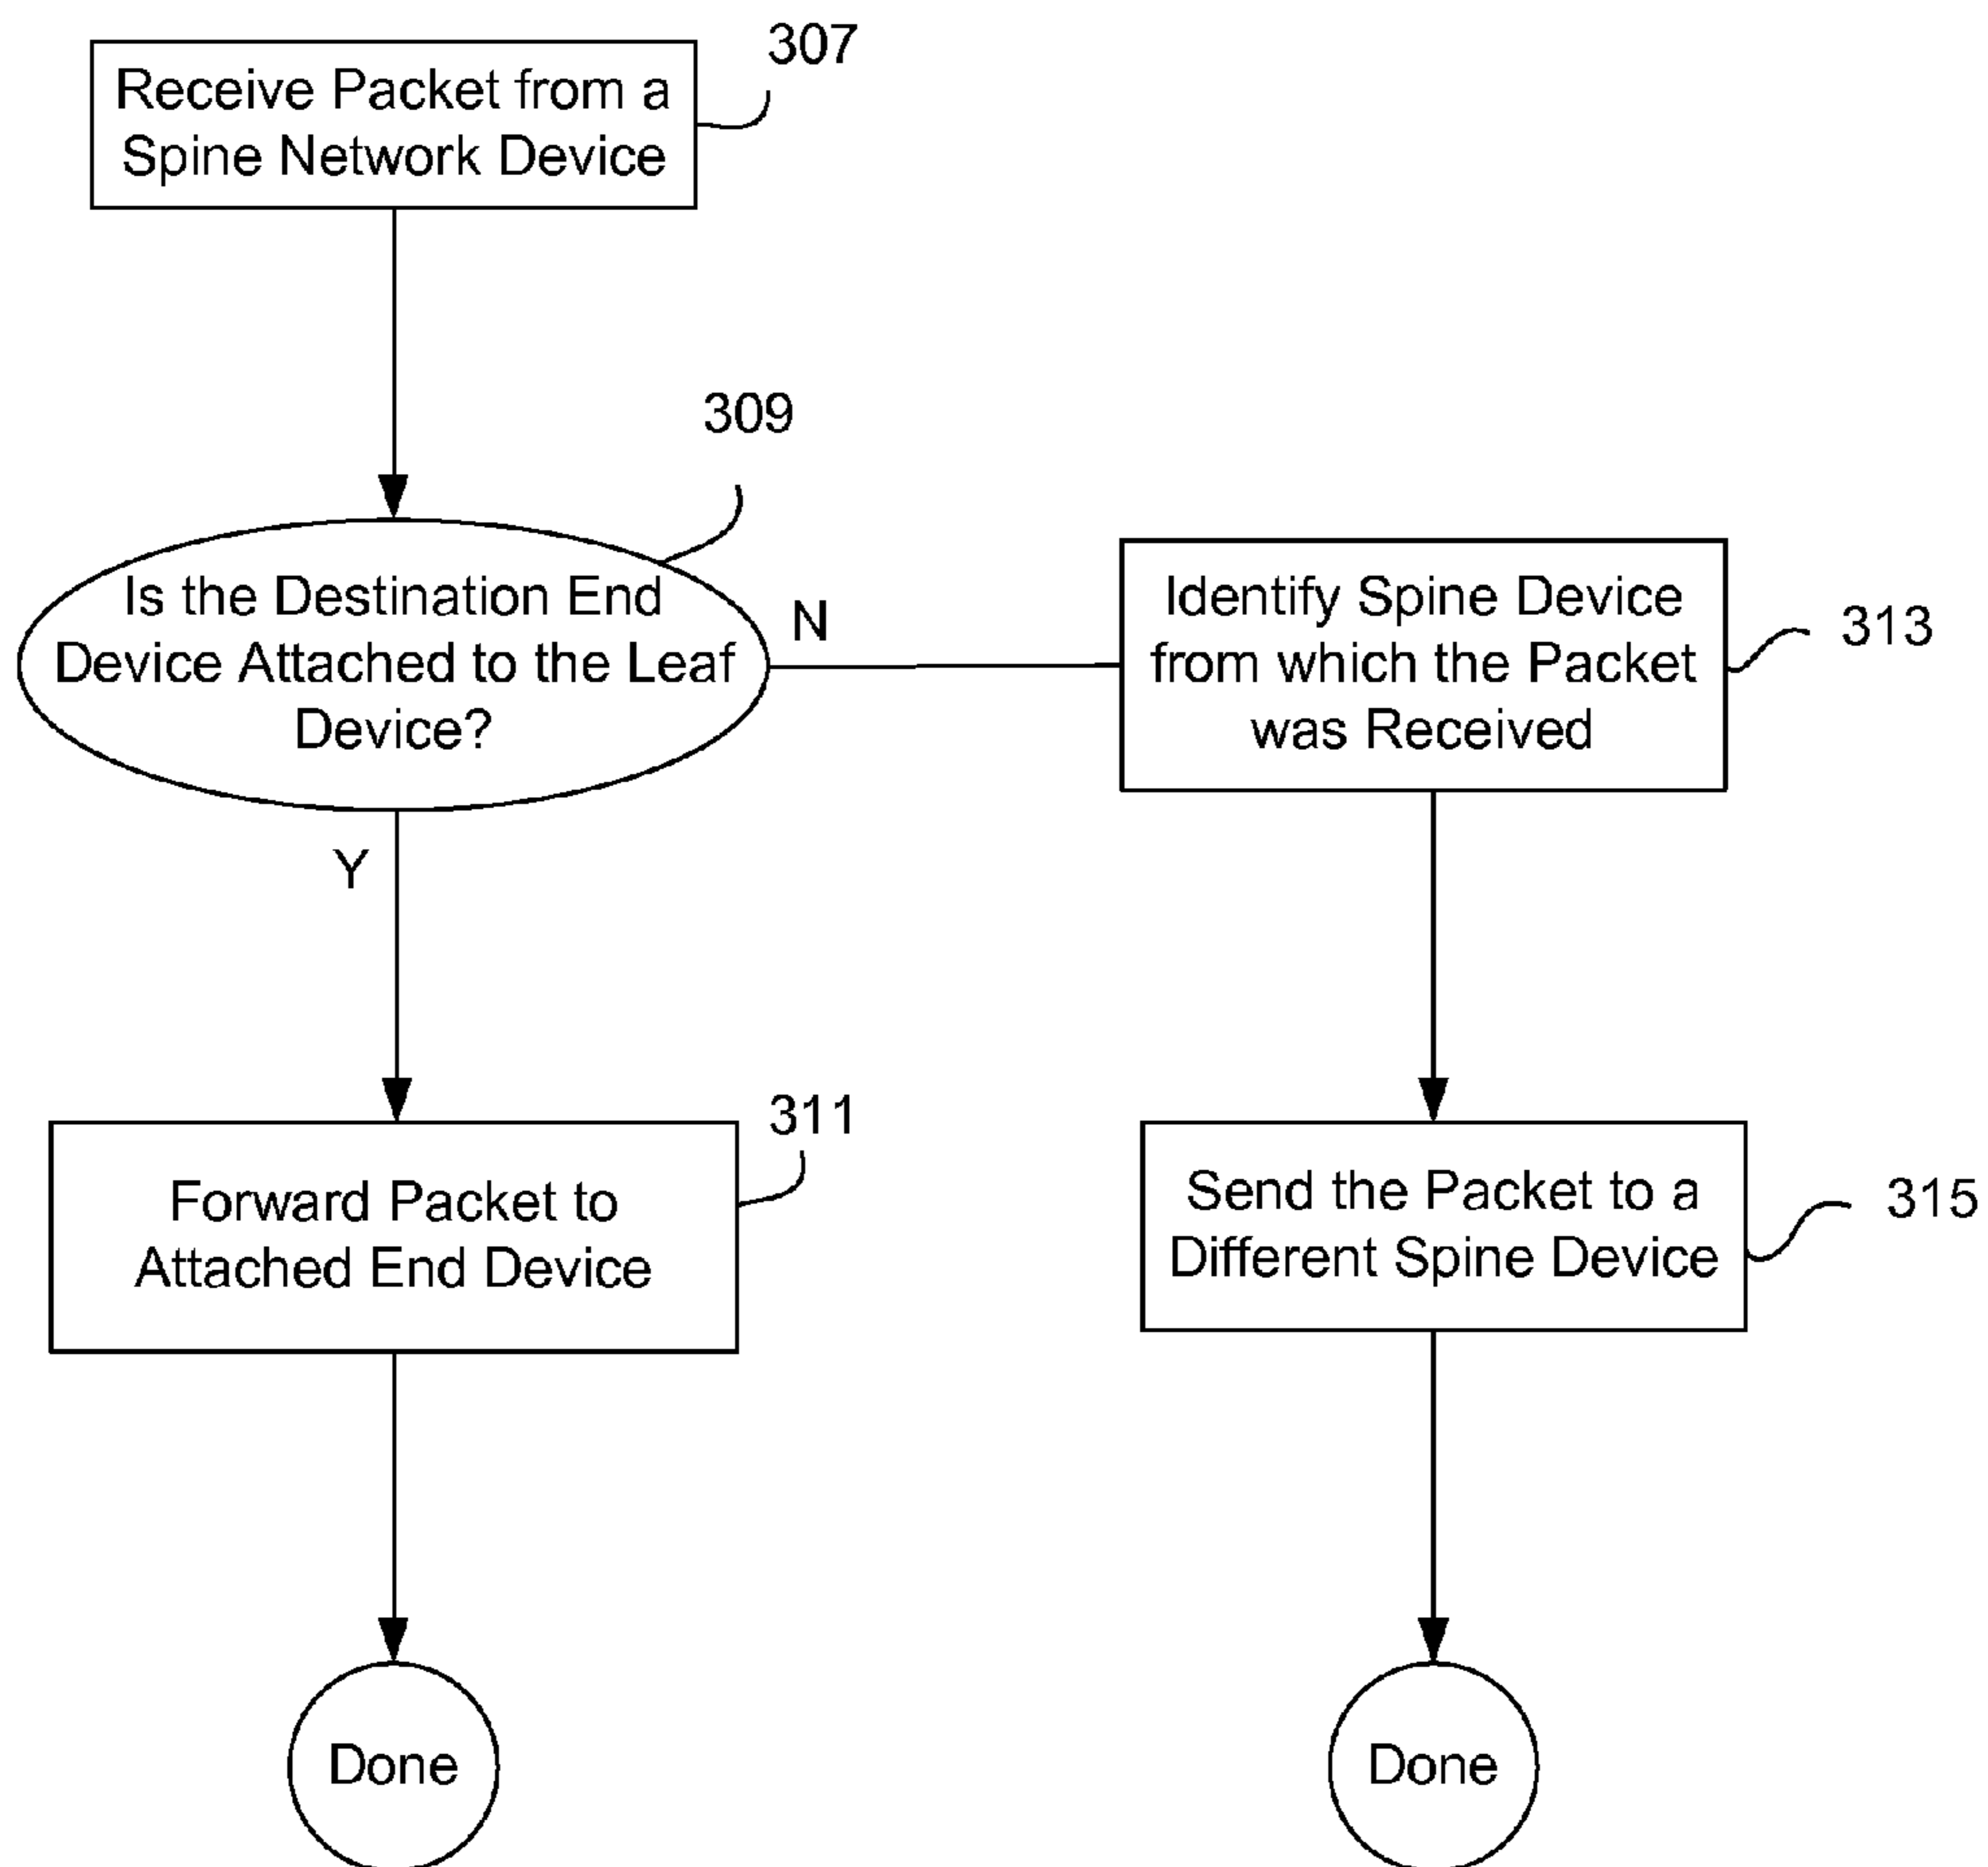 307
Receive Packet from a
Spine Network Device
309
Is the Destination End
Device Attached to the Leaf
Device?
N
Identify Spine Device
from which the Packet
was Received
313
Y
311
Forward Packet to
Attached End Device
Send the Packet to a
Different Spine Device
315
Done
Done